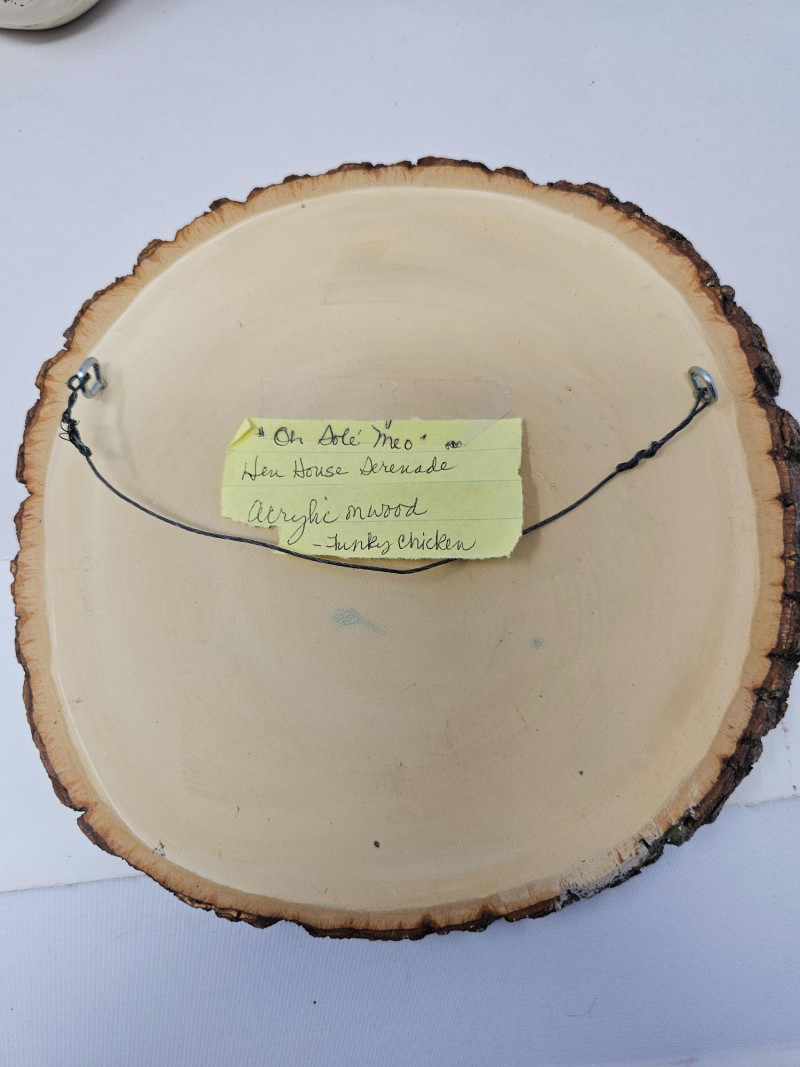 "Oh Solé Meo"
Hen House Serenade
Acrylic on wood
- Funky Chicken